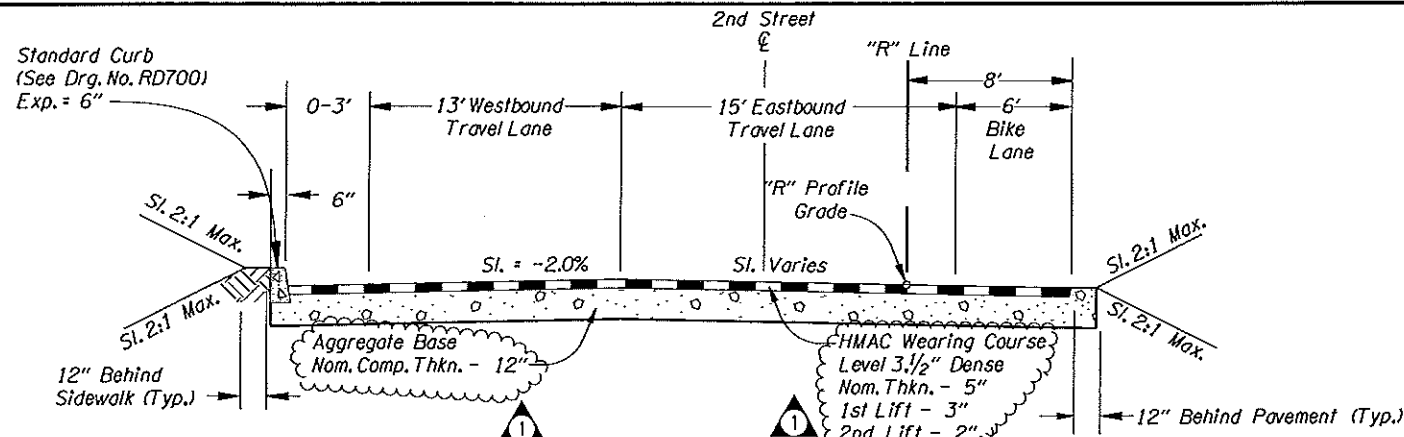 2nd Street
℄
Standard Curb
(See Drg. No. RD700)
Exp. = 6"
"R" Line
8'
0-3'
13' Westbound
Travel Lane
15' Eastbound
Travel Lane
6'
Bike
Lane
6"
"R" Profile
Grade
Sl. 2:1 Max.
Sl. 2:1 Max.
Sl. = -2.0%
Sl. Varies
Sl. 2:1 Max.
Sl. 2:1 Max.
Aggregate Base
Nom. Comp. Thkn. - 12"
HMAC Wearing Course
Level 3, 1/2" Dense
Nom. Thkn. - 5"
1st Lift - 3"
2nd Lift - 2"
12" Behind
Sidewalk (Typ.)
1
1
12" Behind Pavement (Typ.)